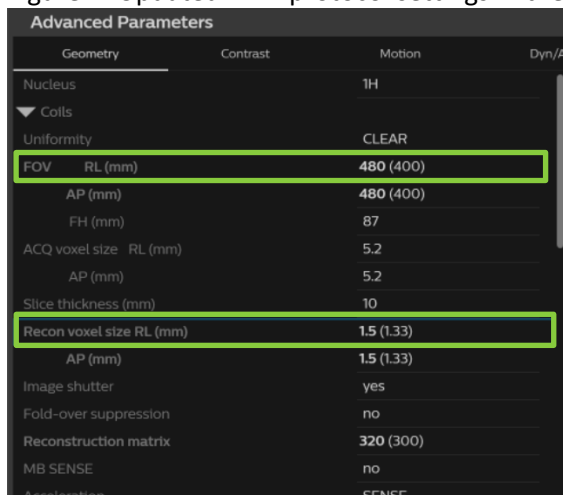 Advanced Parameters
Geometry Contrast Motion Dyn/A
Nucleus 1H
Coils
Uniformity CLEAR
FOV RL (mm) 480 (400)
AP (mm) 480 (400)
FH (mm) 87
ACQ voxel size RL (mm) 5.2
AP (mm) 5.2
Slice thickness (mm) 10
Recon voxel size RL (mm) 1.5 (1.33)
AP (mm) 1.5 (1.33)
Image shutter yes
Fold-over suppression no
Reconstruction matrix 320 (300)
MB SENSE no
Acceleration SENSE